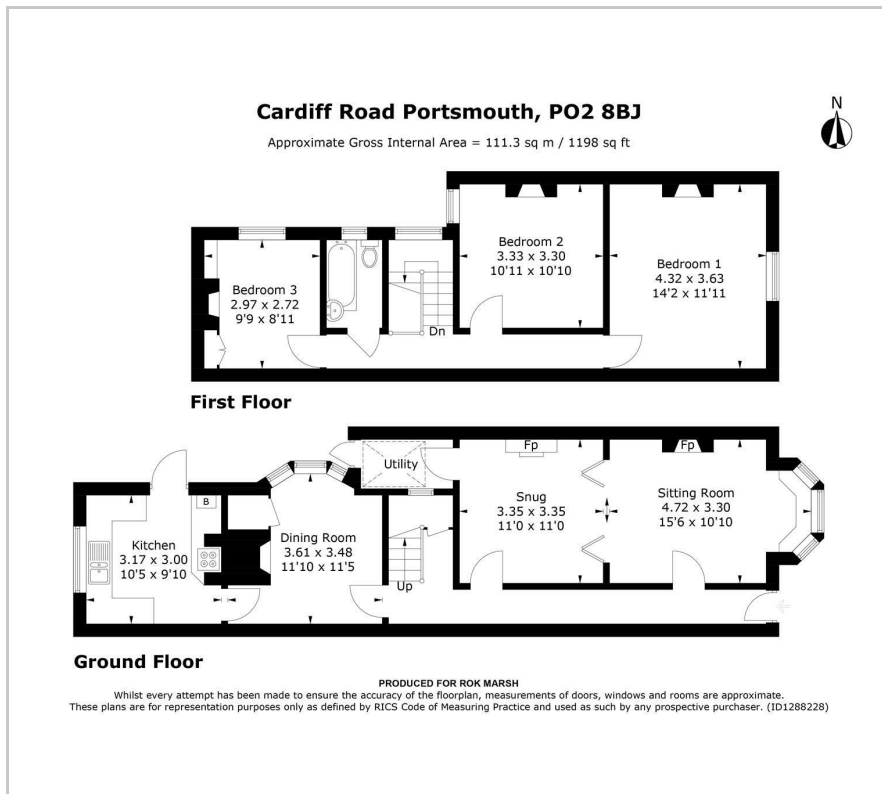 Cardiff Road Portsmouth, PO2 8BJ
Approximate Gross Internal Area = 111.3 sq m / 1198 sq ft
N
Bedroom 3
2.97 x 2.72
9'9 x 8'11
Dn
Bedroom 2
3.33 x 3.30
10'11 x 10'10
Bedroom 1
4.32 x 3.63
14'2 x 11'11
First Floor
Kitchen
3.17 x 3.00
10'5 x 9'10
B
Dining Room
3.61 x 3.48
11'10 x 11'5
Utility
Up
Fp
Snug
3.35 x 3.35
11'0 x 11'0
Fp
Sitting Room
4.72 x 3.30
15'6 x 10'10
Ground Floor
PRODUCED FOR ROK MARSH
Whilst every attempt has been made to ensure the accuracy of the floorplan, measurements of doors, windows and rooms are approximate.
These plans are for representation purposes only as defined by RICS Code of Measuring Practice and used as such by any prospective purchaser. (ID1288228)